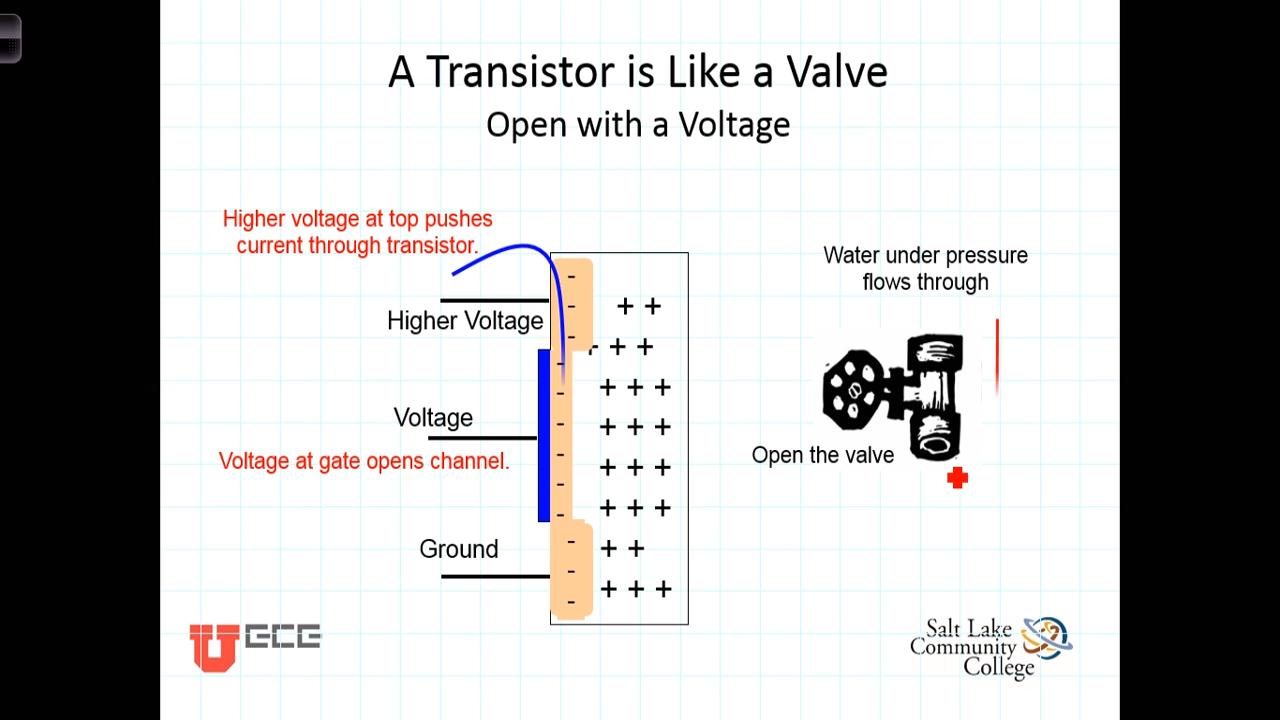 A Transistor is Like a Valve
Open with a Voltage
Higher voltage at top pushes
current through transistor.
Water under pressure
flows through
- 
- + +
- - + + +
Higher Voltage
- 
- + + +
Voltage
- + + +
Voltage at gate opens channel.
- + + +
- + + +
Open the valve
Ground
- + +
- + + +
-
U ECE
Salt Lake
Community
College